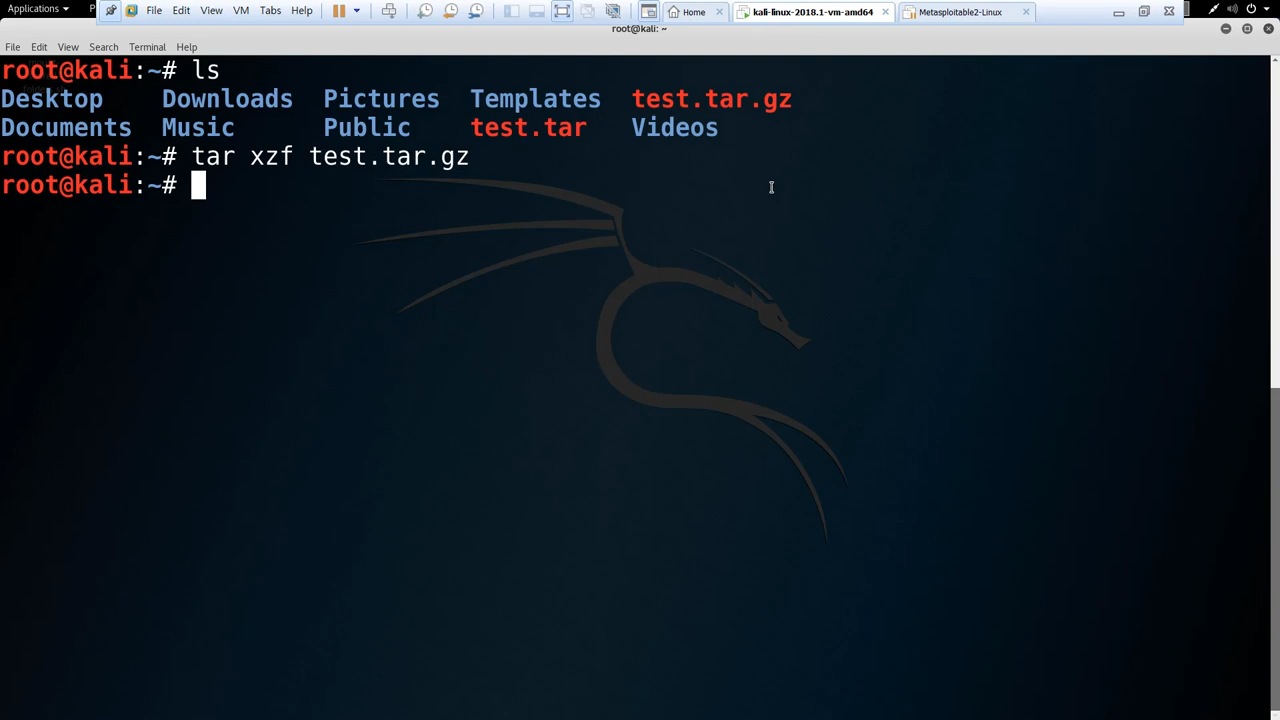 Applications P File Edit View VM Tabs Help Home kali-linux-2018.1-vm-amd64 Metasploitable2-Linux
root@kali: ~
File Edit View Search Terminal Help
root@kali:~# ls
Desktop Downloads Pictures Templates test.tar.gz
Documents Music Public test.tar Videos
root@kali:~# tar xzf test.tar.gz
root@kali:~#